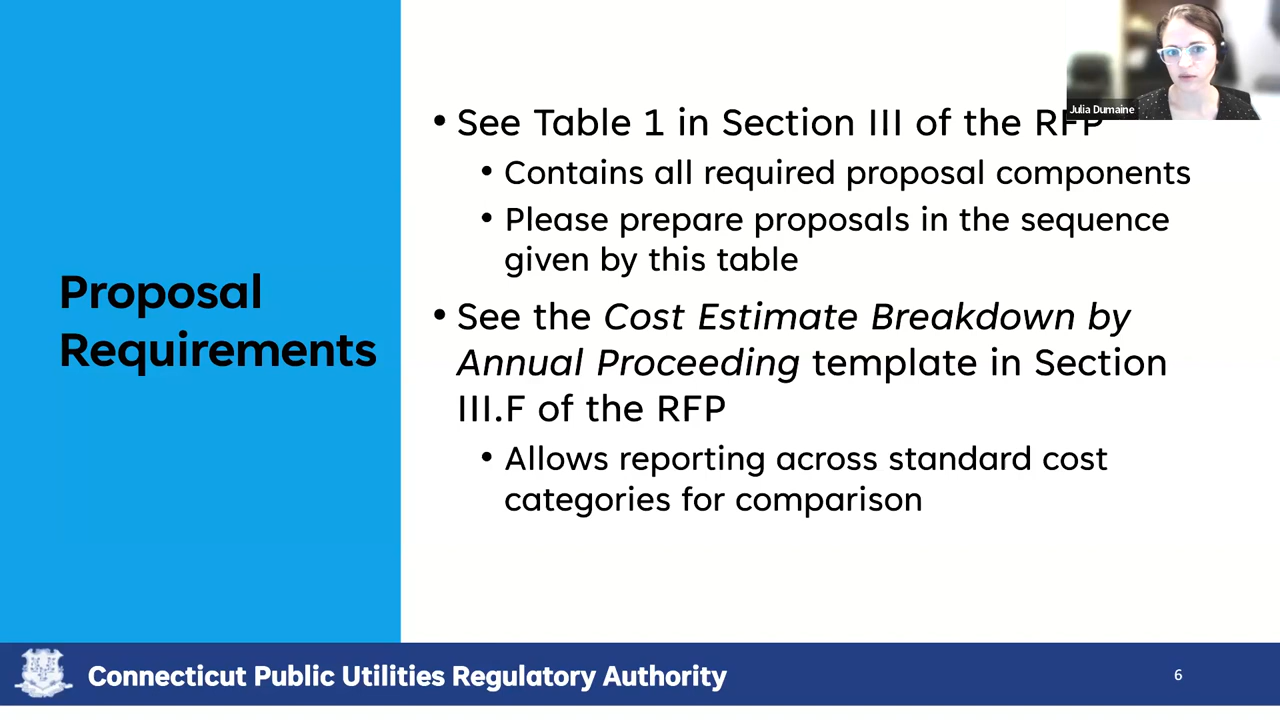 Julia Dumaine
• See Table 1 in Section III of the RFP
• Contains all required proposal components
• Please prepare proposals in the sequence
given by this table
Proposal
Requirements
• See the Cost Estimate Breakdown by
Annual Proceeding template in Section
III.F of the RFP
• Allows reporting across standard cost
categories for comparison
Connecticut Public Utilities Regulatory Authority
6